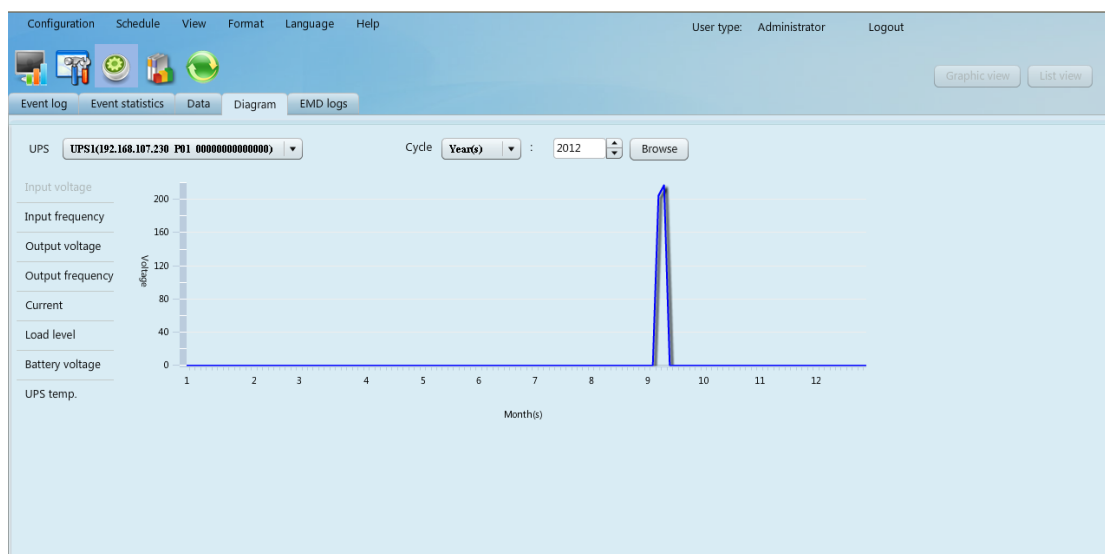 Configuration Schedule View Format Language Help User type: Administrator Logout
Graphic view List view
Event log Event statistics Data Diagram EMD logs
UPS UPS1(192.168.107.230 P01 00000000000000) Cycle Year(s) : 2012 Browse
Input voltage
Input frequency
Output voltage
Output frequency
Current
Load level
Battery voltage
UPS temp.
Voltage
200
160
120
80
40
0
1 2 3 4 5 6 7 8 9 10 11 12
Month(s)